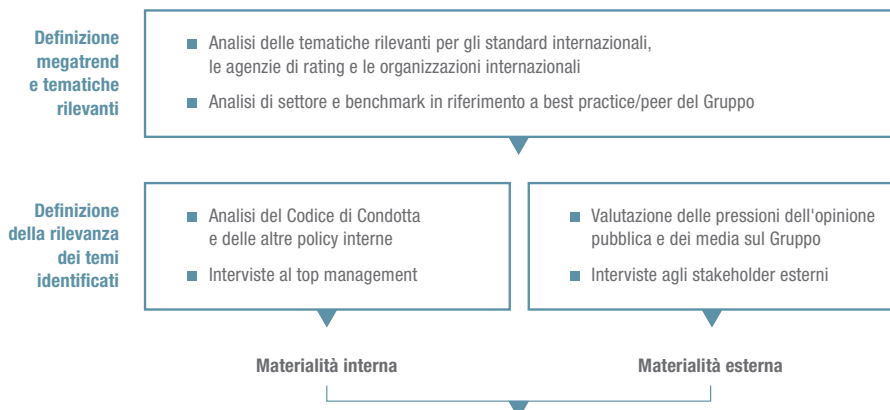 Definizione
megatrend
e tematiche
rilevanti
■ Analisi delle tematiche rilevanti per gli standard internazionali,
le agenzie di rating e le organizzazioni internazionali
■ Analisi di settore e benchmark in riferimento a best practice/peer del Gruppo
Definizione
della rilevanza
dei temi
identificati
■ Analisi del Codice di Condotta
e delle altre policy interne
■ Interviste al top management
■ Valutazione delle pressioni dell'opinione
pubblica e dei media sul Gruppo
■ Interviste agli stakeholder esterni
Materialità interna
Materialità esterna